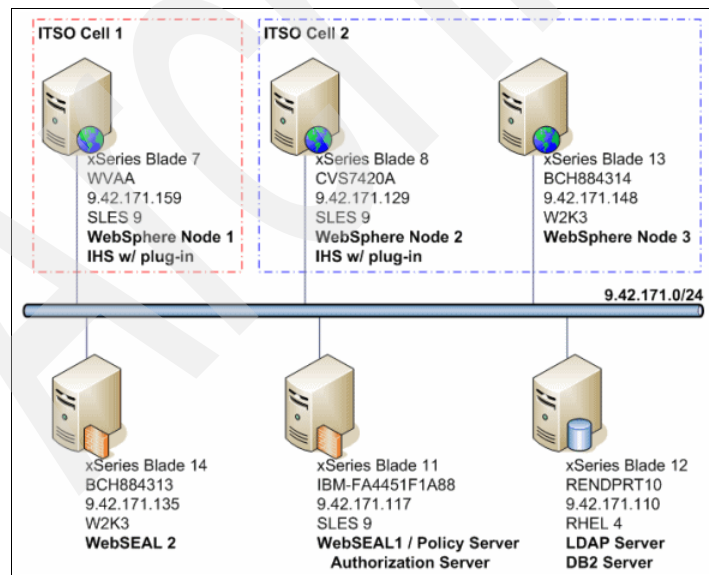 ITSO Cell 1
ITSO Cell 2
xSeries Blade 7
WVAA
9.42.171.159
SLES 9
WebSphere Node 1
IHS w/ plug-in
xSeries Blade 8
CVS7420A
9.42.171.129
SLES 9
WebSphere Node 2
IHS w/ plug-in
xSeries Blade 13
BCH884314
9.42.171.148
W2K3
WebSphere Node 3
9.42.171.0/24
xSeries Blade 14
BCH884313
9.42.171.135
W2K3
WebSEAL 2
xSeries Blade 11
IBM-FA4451F1A88
9.42.171.117
SLES 9
WebSEAL1 / Policy Server
Authorization Server
xSeries Blade 12
RENDPRT10
9.42.171.110
RHEL 4
LDAP Server
DB2 Server